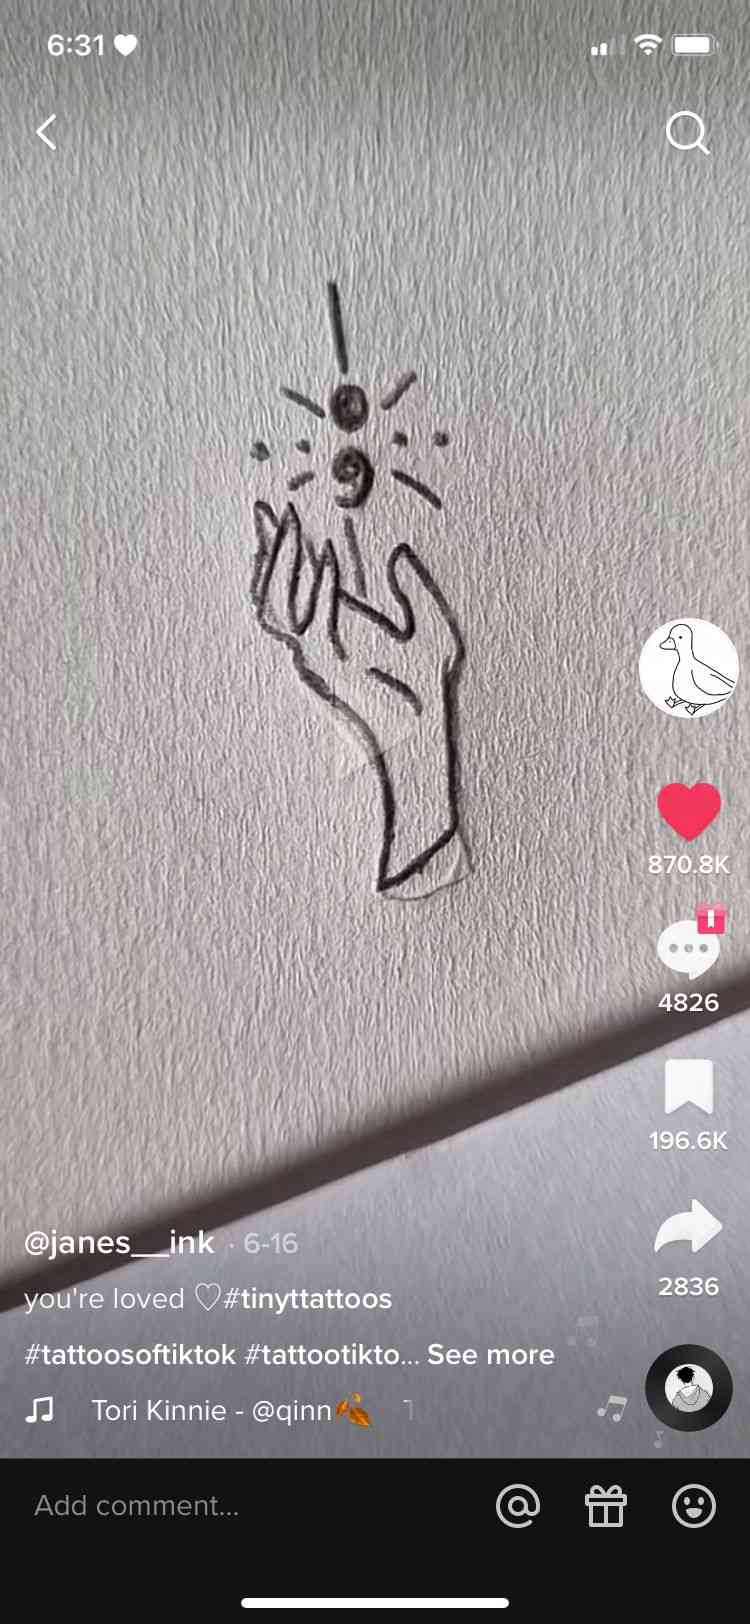 6:31
870.8K
4826
196.6K
2836
@janes__ink · 6-16
you're loved ♡#tinyttattoos
#tattoosoftiktok #tattootikto... See more
Tori Kinnie - @qinn🍂
Add comment...